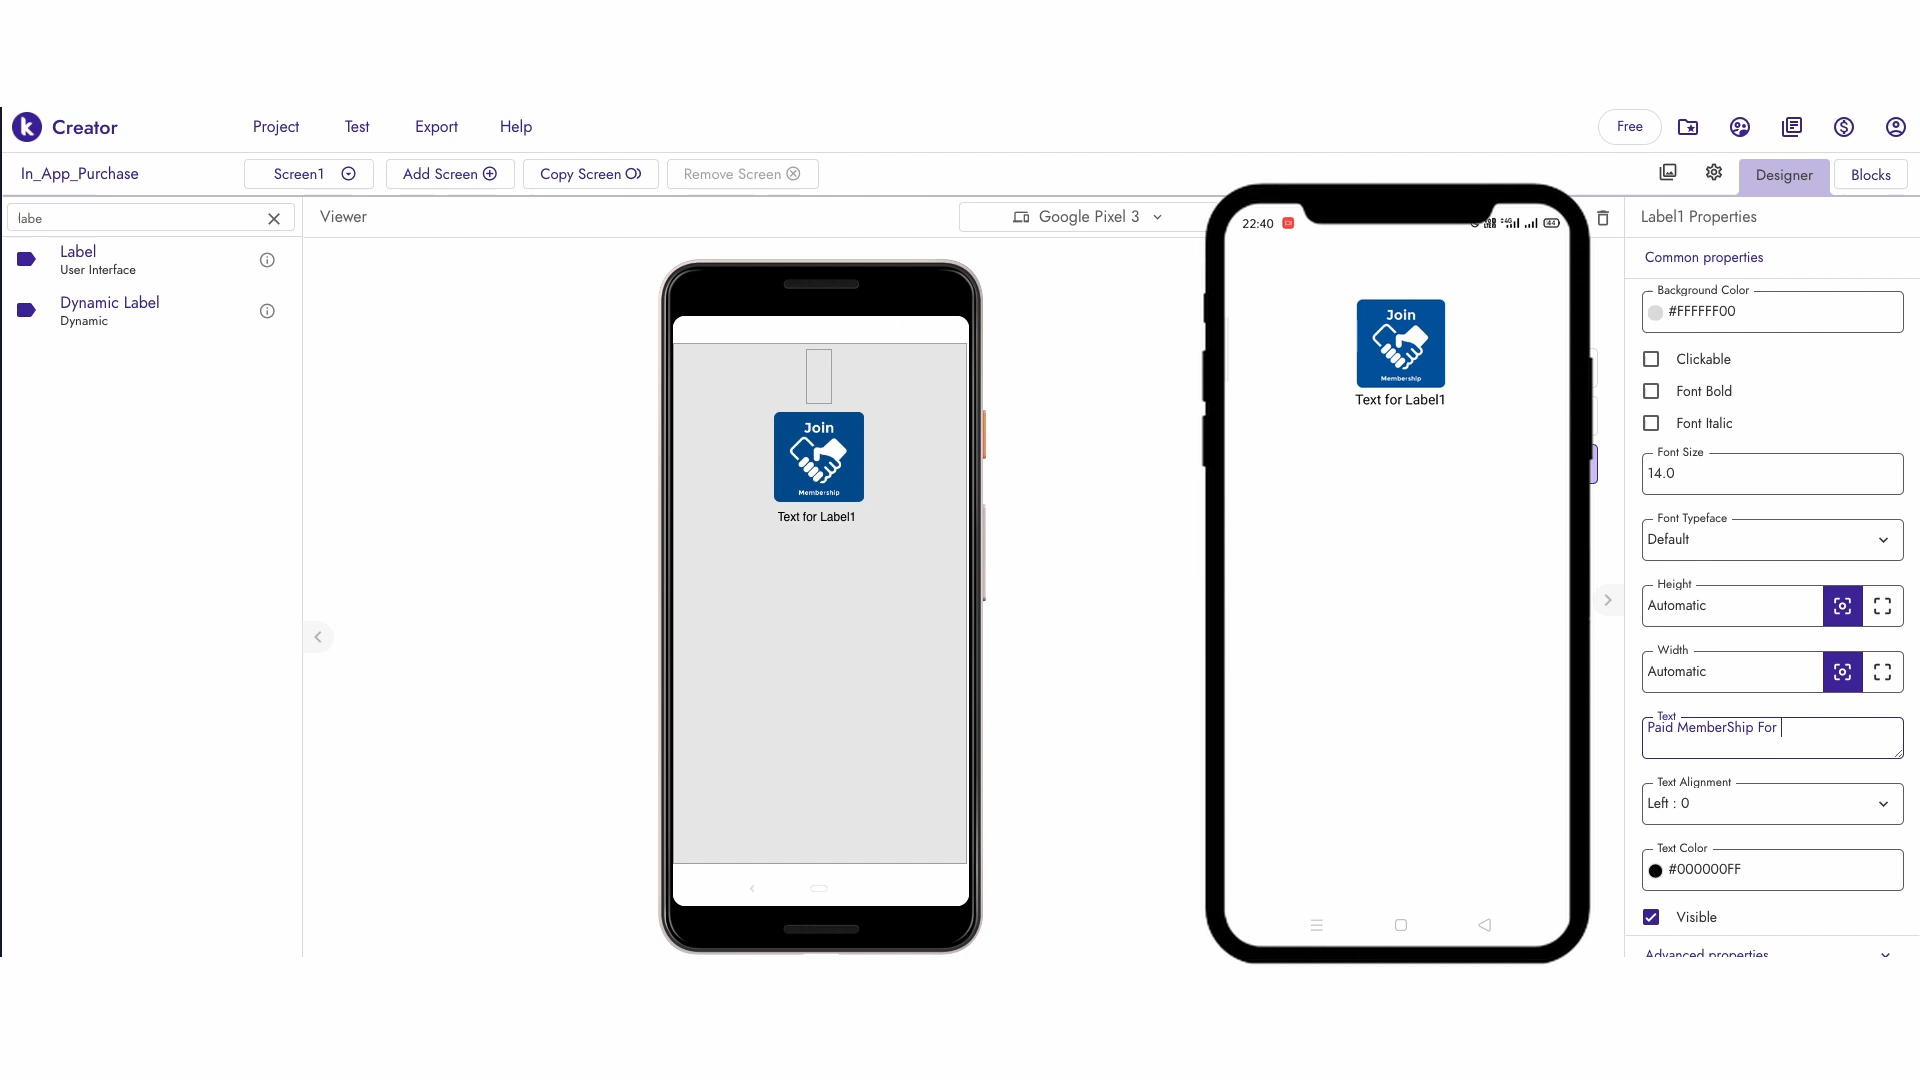 Creator
Project
Test
Export
Help
Free
In_App_Purchase
Screen1
Add Screen
Copy Screen
Remove Screen
Designer
Blocks
labe
Viewer
Google Pixel 3
Label1 Properties
Label
User Interface
Dynamic Label
Dynamic
Join
Membership
Text for Label1
22:40
44
Join
Membership
Text for Label1
Common properties
Background Color
#FFFFFF00
Clickable
Font Bold
Font Italic
Font Size
14.0
Font Typeface
Default
Height
Automatic
Width
Automatic
Text
Paid MemberShip For
Text Alignment
Left : 0
Text Color
#000000FF
Visible
Advanced properties